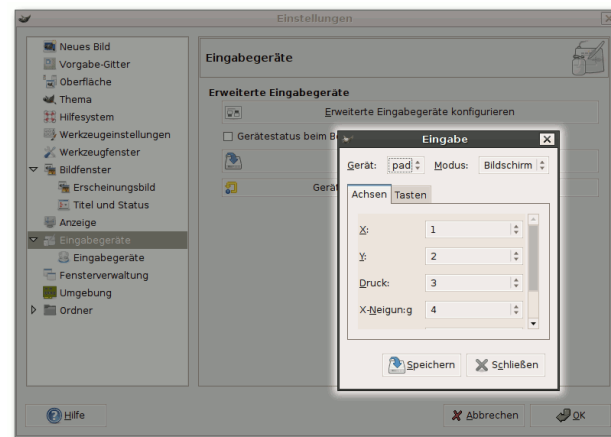 Einstellungen
Neues Bild
Vorgabe-Gitter
Oberfläche
Thema
Hilfesystem
Werkzeugeinstellungen
Werkzeugfenster
Bildfenster
Erscheinungsbild
Titel und Status
Anzeige
Eingabegeräte
Eingabegeräte
Fensterverwaltung
Umgebung
Ordner
Eingabegeräte
Erweiterte Eingabegeräte
Erweiterte Eingabegeräte konfigurieren
Gerätestatus beim
Eingabe
Gerät: pad Modus: Bildschirm
Achsen Tasten
X: 1
Y: 2
Druck: 3
X-Neigun:g 4
Speichern Schließen
Hilfe
Abbrechen OK